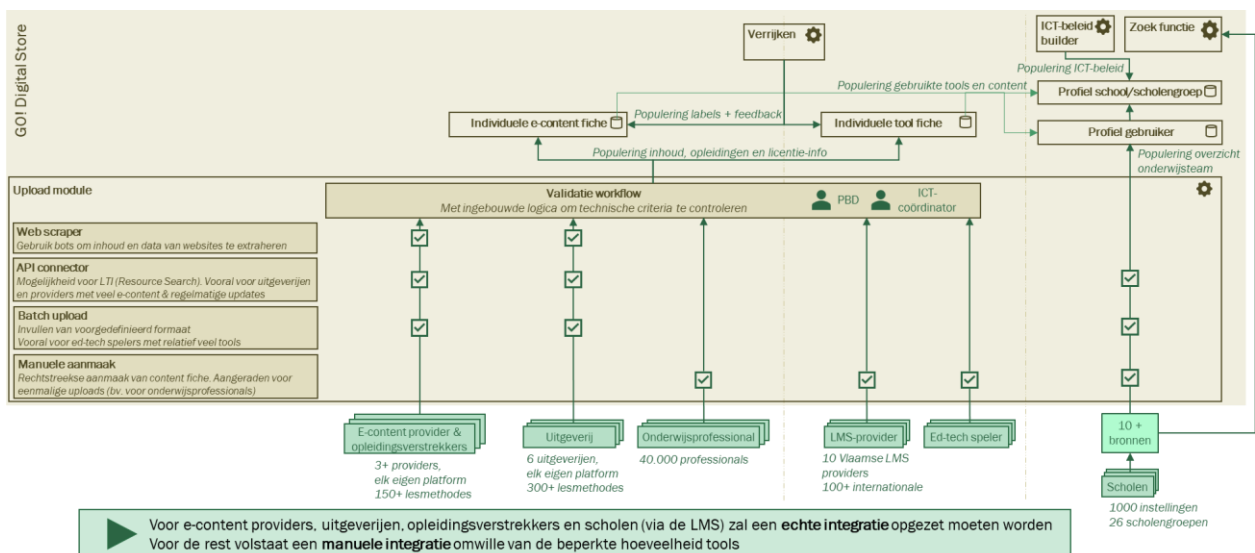 GO! Digital Store
Verrijken
ICT-beleid
builder
Zoek functie
Populering ICT-beleid
Populering gebruikte tools en content
Profiel school/scholengroep
Individuele e-content fiche
Populering labels + feedback
Individuele tool fiche
Profiel gebruiker
Populering inhoud, opleidingen en licentie-info
Populering overzicht
onderwijsteam
Upload module
Validatie workflow
Met ingebouwde logica om technische criteria te controleren
PBD
ICT-
coördinator
Web scraper
Gebruik bots om inhoud en data van websites te extraheren
API connector
Mogelijkheid voor LTI (Resource Search). Vooral voor uitgeverijen
en providers met veel e-content & regelmatige updates
Batch upload
Invullen van voorgedefinieerd formaat
Vooral voor ed-tech spelers met relatief veel tools
Manuele aanmaak
Rechtstreekse aanmaak van content fiche. Aangeraden voor
eenmalige uploads (bv. voor onderwijsprofessionals)
E-content provider &
opleidingsverstrekkers
3+ providers,
elk eigen platform
150+ lesmethodes
Uitgeverij
6 uitgeverijen,
elk eigen platform
300+ lesmethodes
Onderwijsprofessional
40.000 professionals
LMS-provider
10 Vlaamse LMS
providers
100+ internationale
Ed-tech speler
10 +
bronnen
Scholen
1000 instellingen
26 scholengroepen
Voor e-content providers, uitgeverijen, opleidingsverstrekkers en scholen (via de LMS) zal een echte integratie opgezet moeten worden
Voor de rest volstaat een manuele integratie omwille van de beperkte hoeveelheid tools